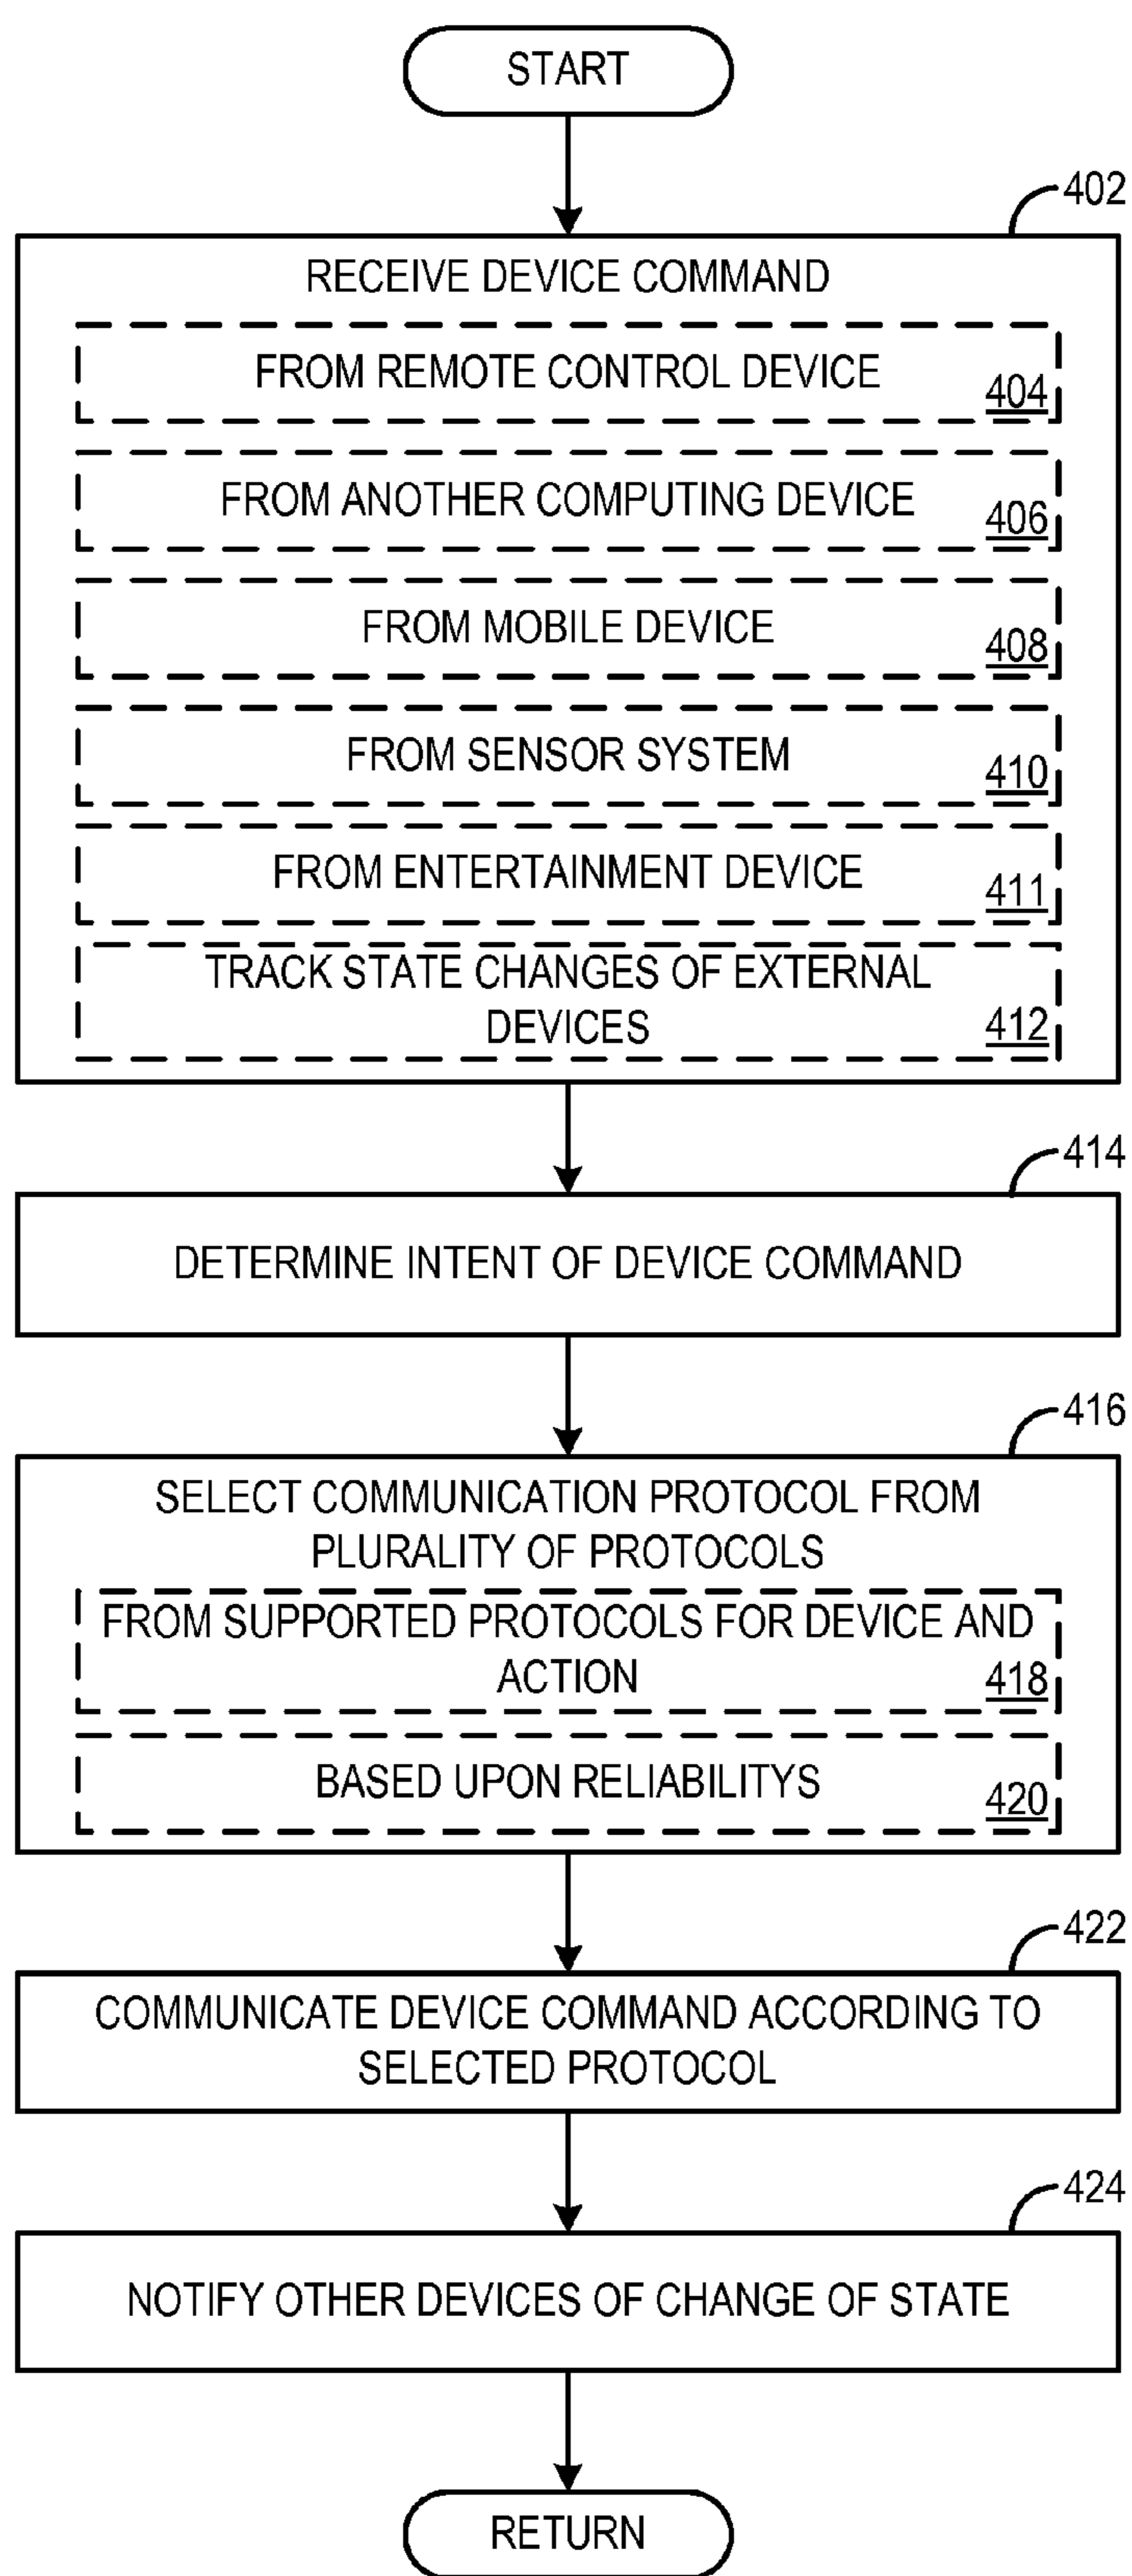 START
402
RECEIVE DEVICE COMMAND
FROM REMOTE CONTROL DEVICE
404
FROM ANOTHER COMPUTING DEVICE
406
FROM MOBILE DEVICE
408
FROM SENSOR SYSTEM
410
FROM ENTERTAINMENT DEVICE
411
TRACK STATE CHANGES OF EXTERNAL
DEVICES
412
414
DETERMINE INTENT OF DEVICE COMMAND
416
SELECT COMMUNICATION PROTOCOL FROM
PLURALITY OF PROTOCOLS
FROM SUPPORTED PROTOCOLS FOR DEVICE AND
ACTION
418
BASED UPON RELIABILITYS
420
422
COMMUNICATE DEVICE COMMAND ACCORDING TO
SELECTED PROTOCOL
424
NOTIFY OTHER DEVICES OF CHANGE OF STATE
RETURN